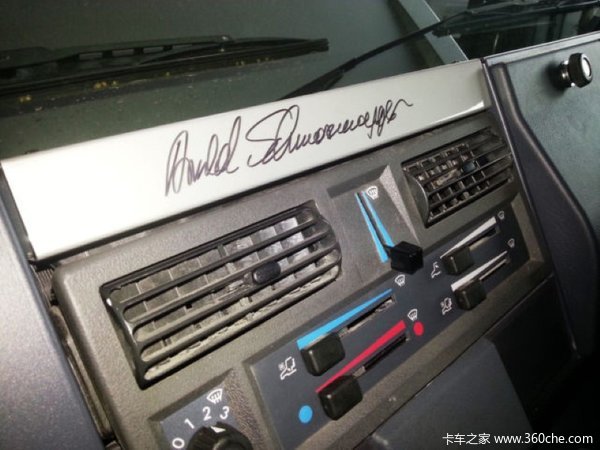 Arnold Schwarzenegger
0 1 2 3
卡车之家 www.360che.com